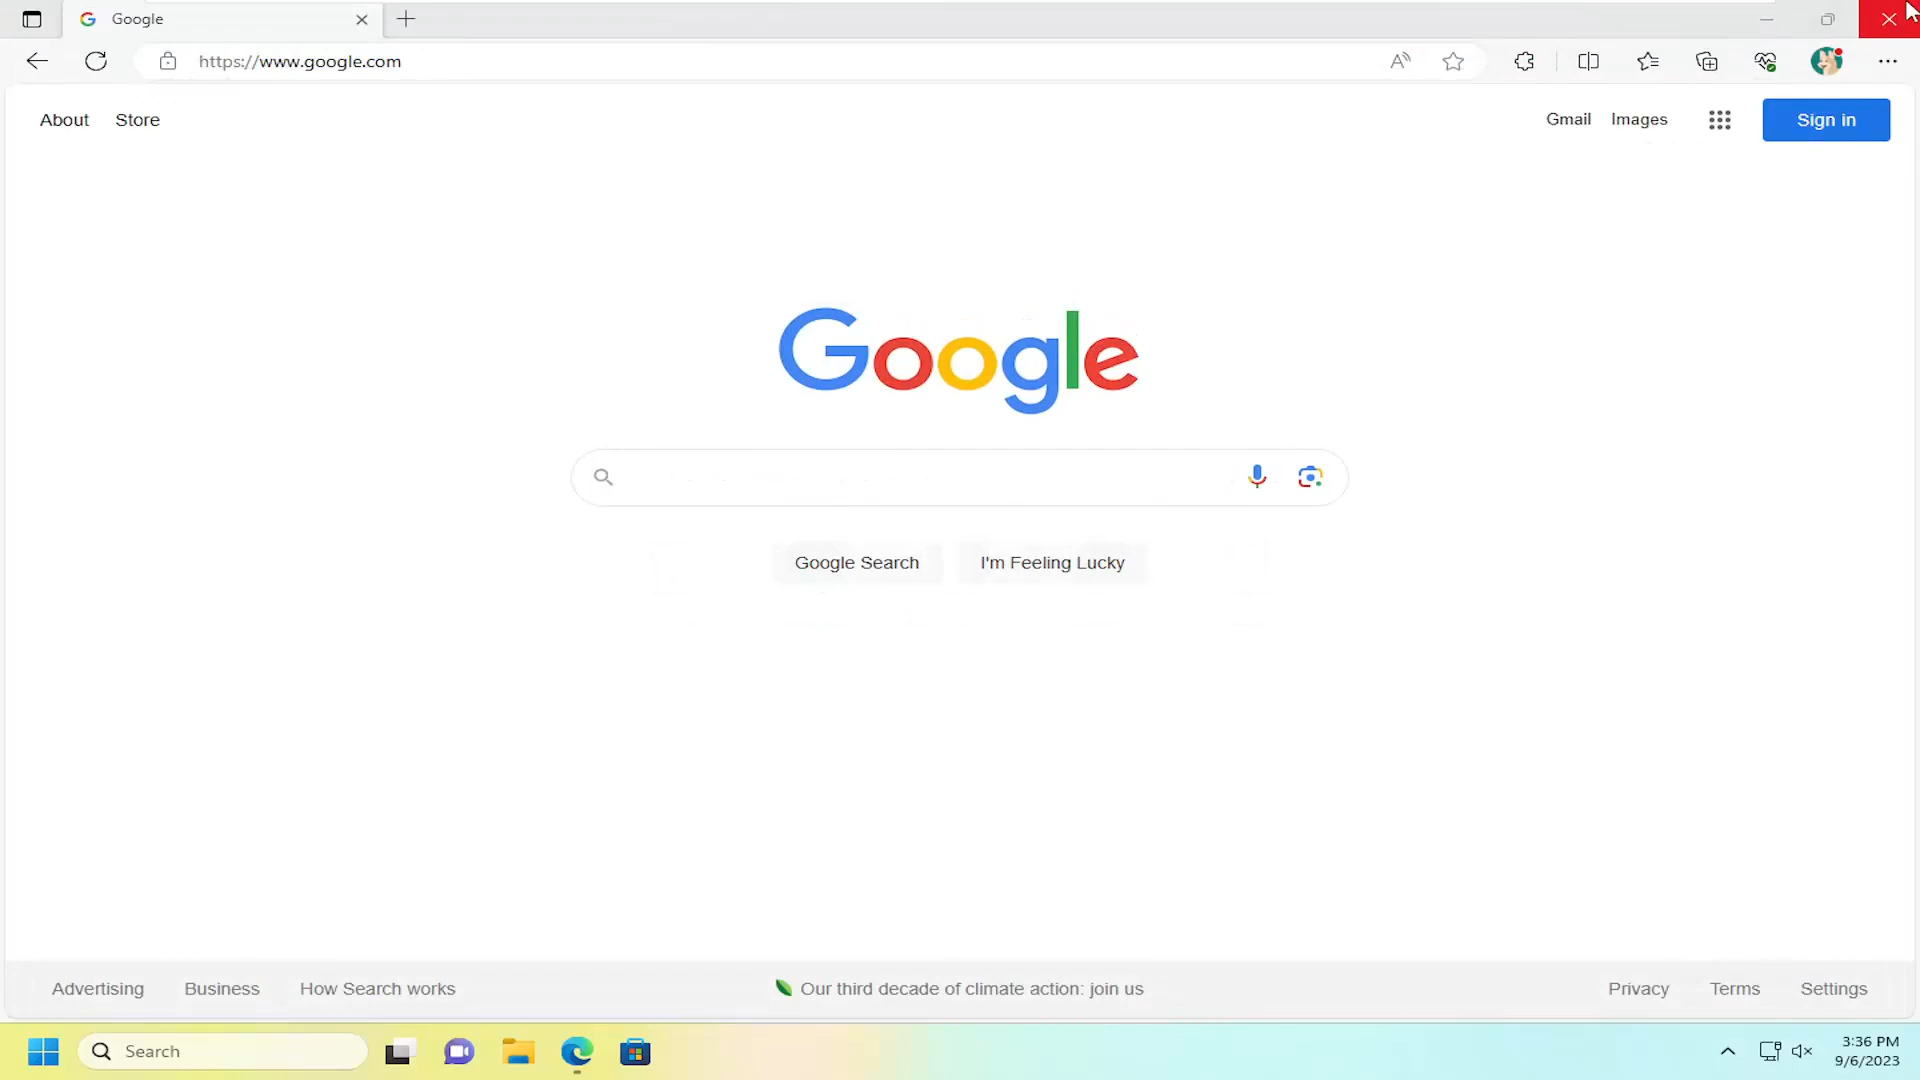 Google
https://www.google.com
About Store
Gmail Images Sign in
Google
Google Search I'm Feeling Lucky
Advertising Business How Search works
Our third decade of climate action: join us
Privacy Terms Settings
Search
3:36 PM
9/6/2023